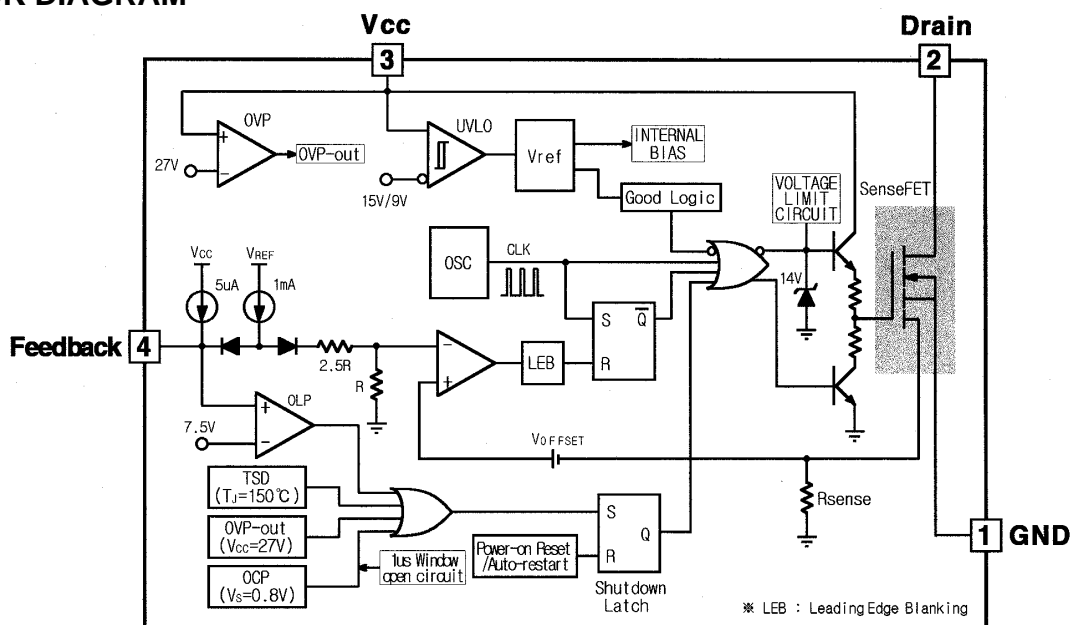 Vcc
Drain
3
2
OVP
+
27V
−
OVP-out
UVLO
15V/9V
Vref
INTERNAL
BIAS
Good Logic
VOLTAGE
LIMIT
CIRCUIT
SenseFET
OSC
CLK
14V
Vcc
VREF
5uA
1mA
Feedback
4
2.5R
R
−
+
LEB
S
Q
R
OLP
+
7.5V
−
VOFFSET
Rsense
TSD
(TJ=150℃)
OVP-out
(Vcc=27V)
OCP
(Vs=0.8V)
1us Window
open circuit
Power-on Reset
/Auto-restart
S
Q
R
Shutdown
Latch
1
GND
※ LEB : Leading Edge Blanking